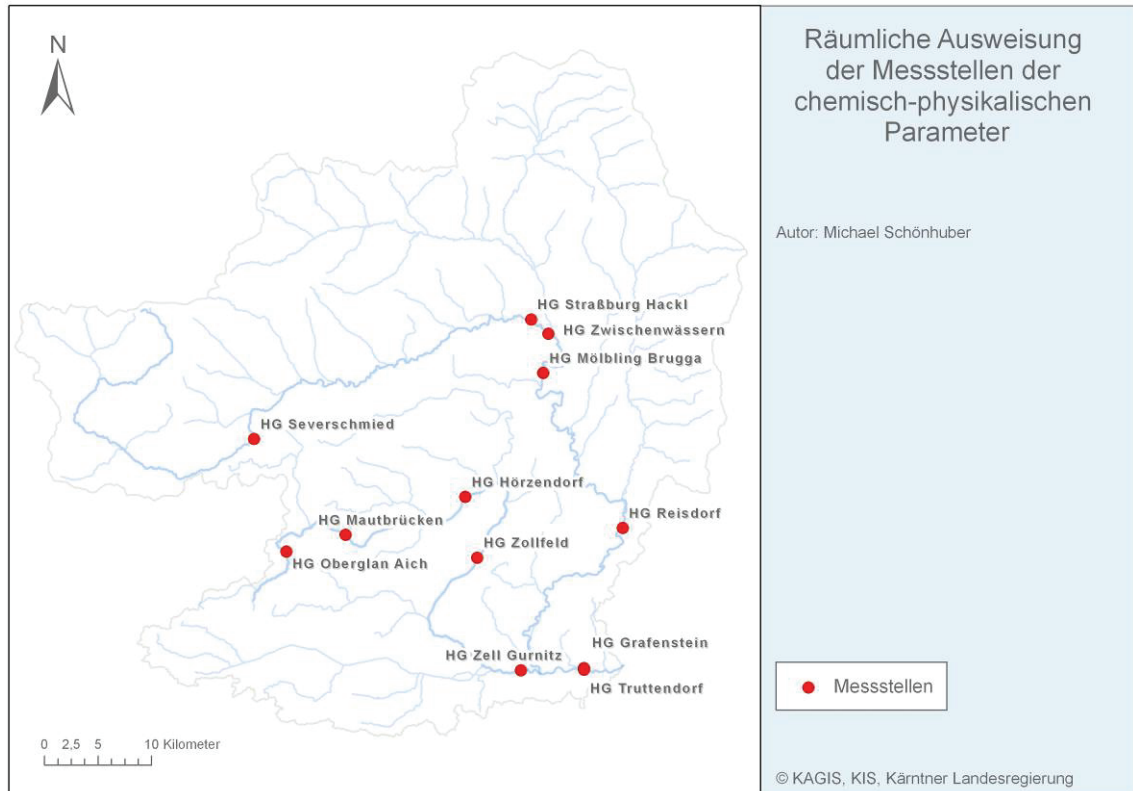 N
HG Straßburg Hackl
HG Zwischenwässern
HG Mölbling Brugga
HG Severschmied
HG Hörzendorf
HG Mautbrücken
HG Reisdorf
HG Oberglan Aich
HG Zollfeld
HG Grafenstein
HG Zell Gurnitz
HG Truttendorf
0 2,5 5 10 Kilometer
Räumliche Ausweisung
der Messstellen der
chemisch-physikalischen
Parameter
Autor: Michael Schönhuber
Messstellen
© KAGIS, KIS, Kärntner Landesregierung